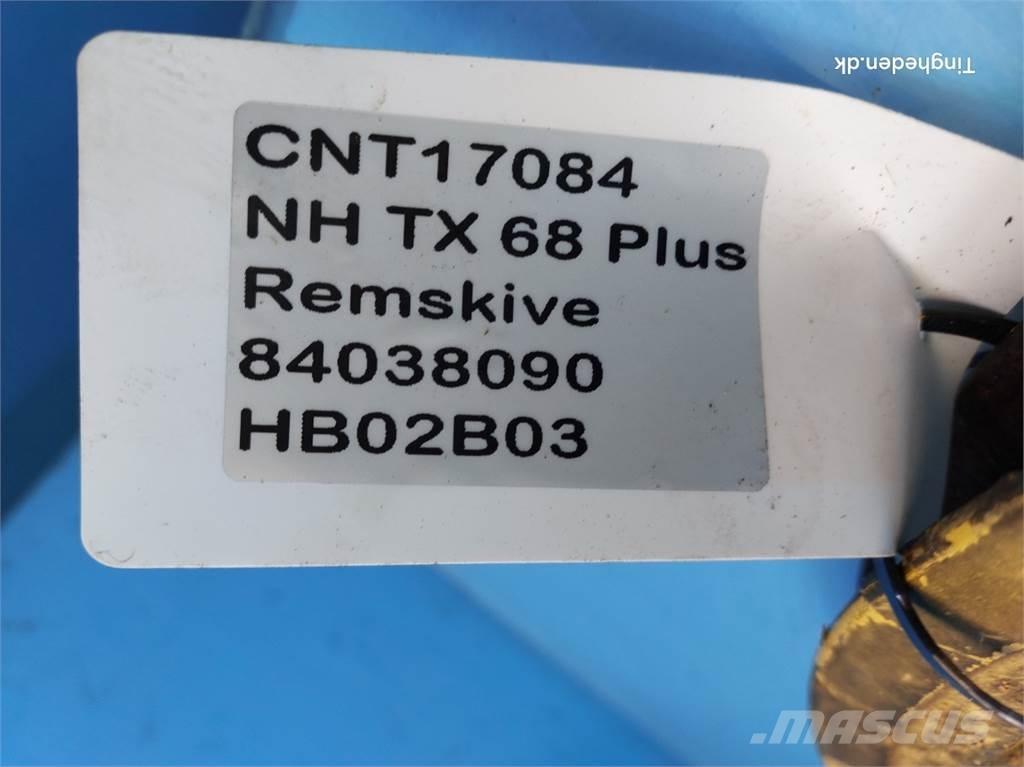 Tingheden.dk
CNT17084
NH TX 68 Plus
Remskive
84038090
HB02B03
MASCUS